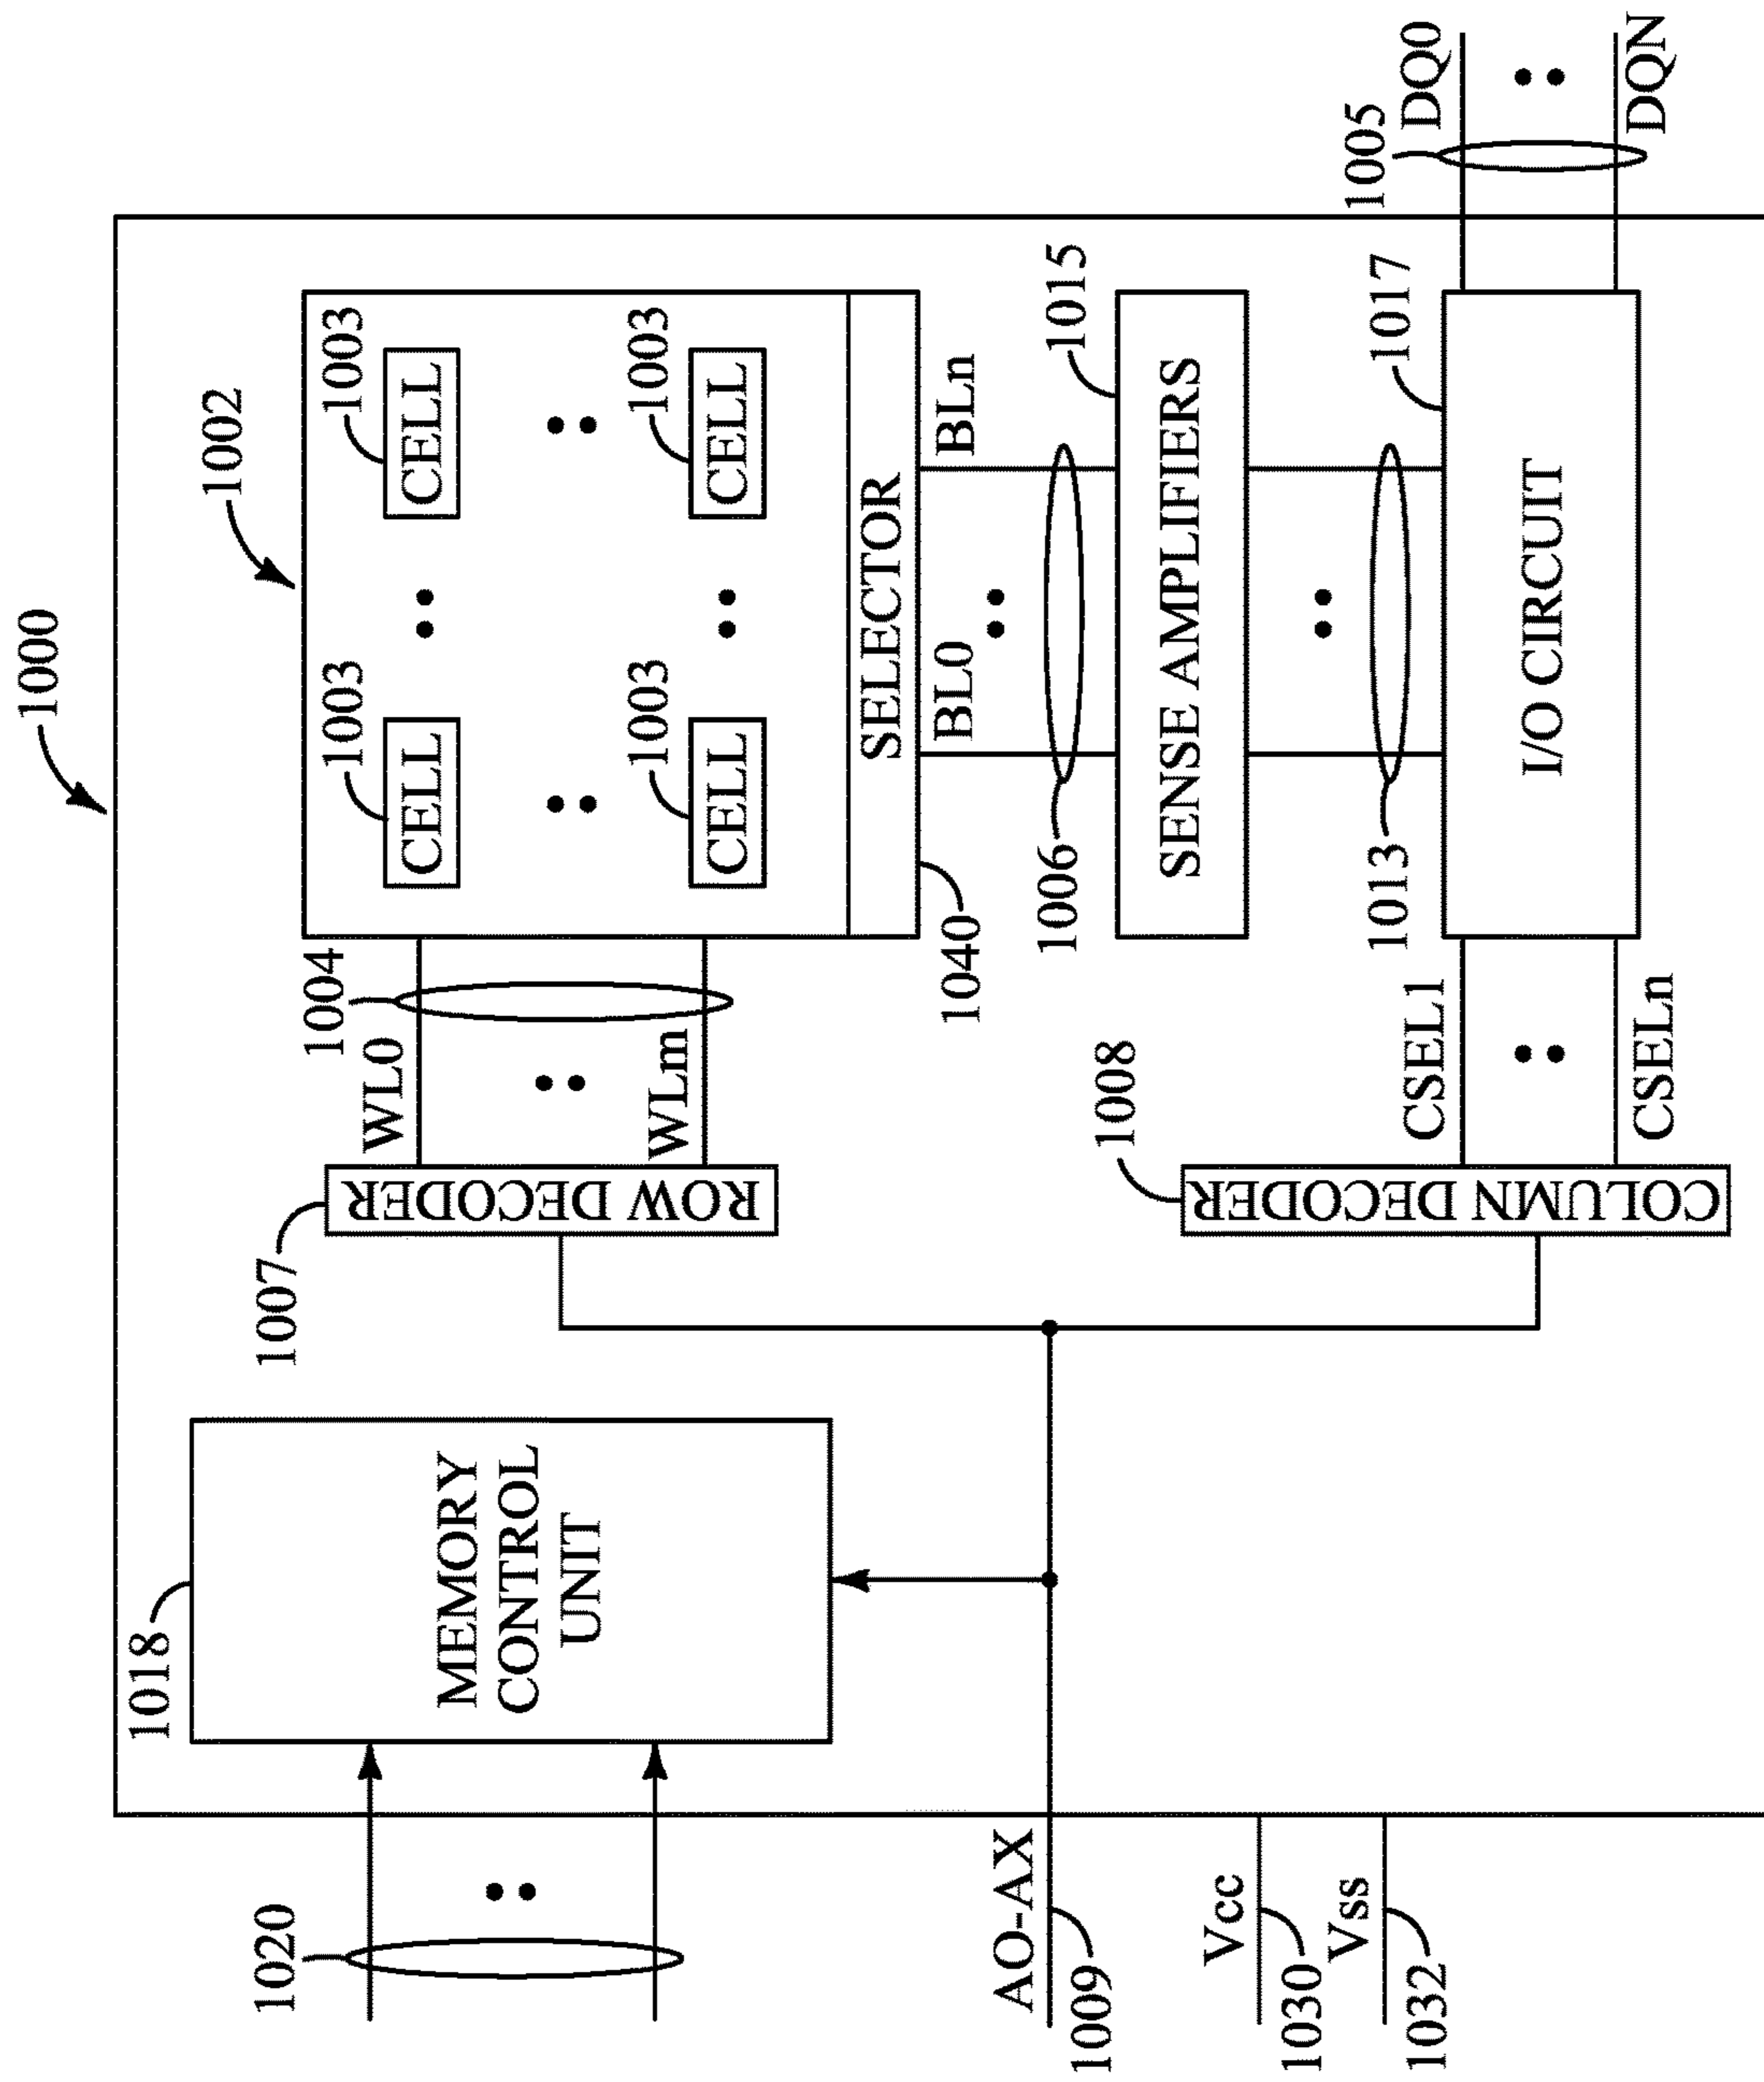 1000
1002
1003
1003
CELL
CELL
1003
1003
CELL
CELL
SELECTOR
1040
1004
WL0
WLm
1007
ROW DECODER
1018
MEMORY
CONTROL
UNIT
1020
BL0
BLn
1006
1015
SENSE AMPLIFIERS
1013
1017
I/O CIRCUIT
1005
DQ0
DQN
1008
COLUMN DECODER
CSEL1
CSELn
AO-AX
1009
Vcc
1030
Vss
1032